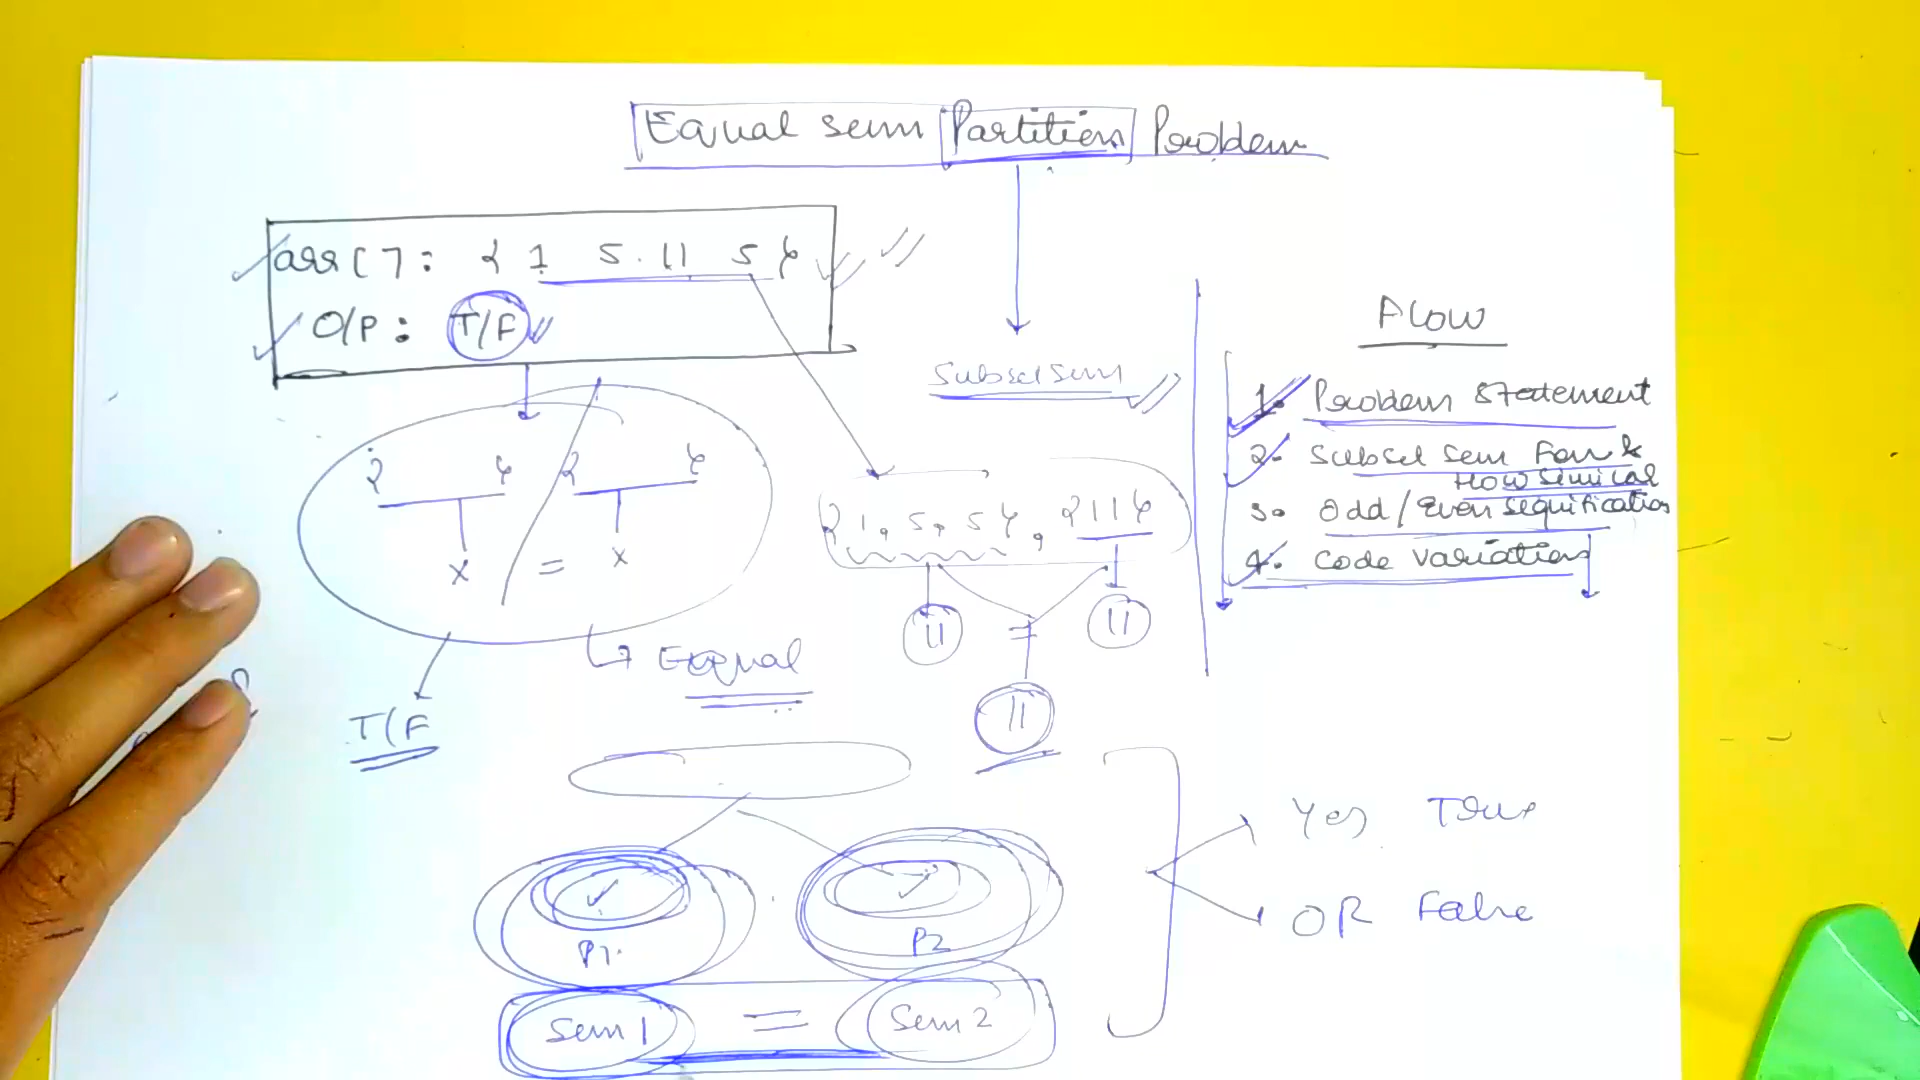 Equal sum Partition Problem
arr[]: { 1 5 11 5 }
O/P: T/F
Subset sum
{ } = { }
x = x
Equal
T/F
{ 1, 5, 5 }, { 11 }
11 = 11
11
Flow
1. Problem Statement
2. Subset sum &
How similar
3. Odd/Even signification
4. Code variation
P1. P2
Sum 1 = Sum 2
Yes True
OR False